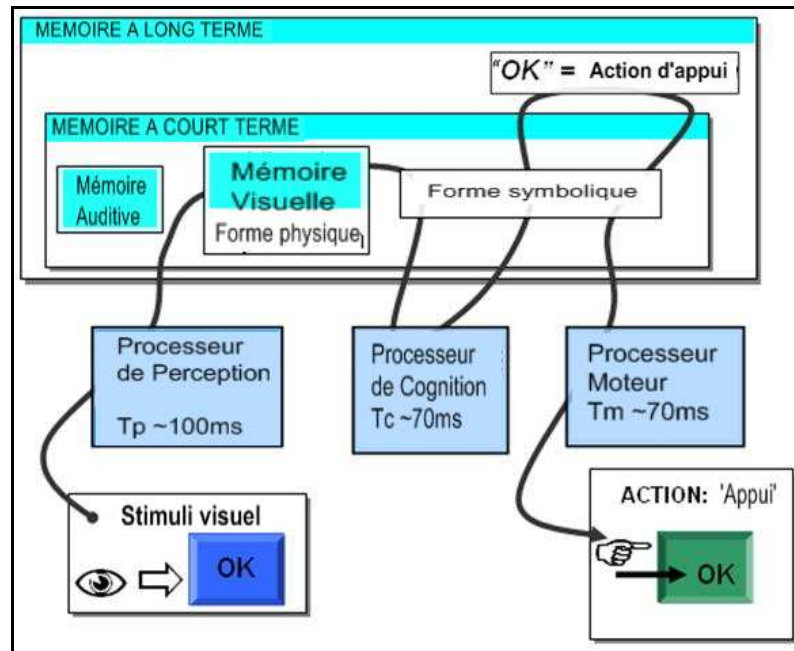 MEMOIRE A LONG TERME
"OK" = Action d'appui
MEMOIRE A COURT TERME
Mémoire
Auditive
Mémoire
Visuelle
Forme physique
Forme symbolique
Processeur
de Perception
Tp ~100ms
Processeur
de Cognition
Tc ~70ms
Processeur
Moteur
Tm ~70ms
Stimuli visuel
OK
ACTION: 'Appui'
OK